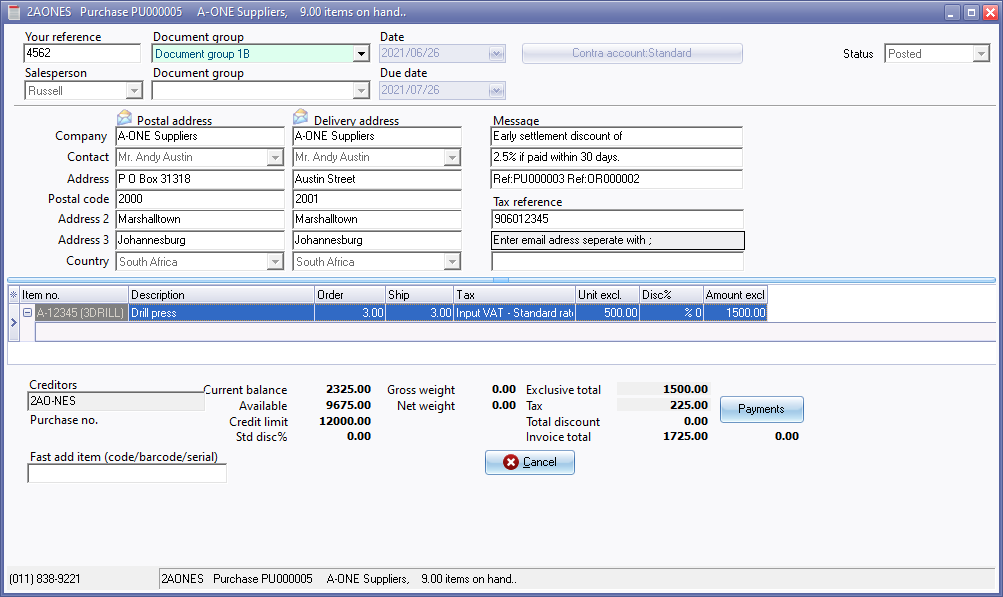 2AONES   Purchase PU000005     A-ONE Suppliers,    9.00 items on hand..
Your reference   Document group   Date
4562   Document group 1B   2021/06/26   Contra account:Standard   Status   Posted
Salesperson   Document group   Due date
Russell   2021/07/26
Postal address   Delivery address   Message
Company   A-ONE Suppliers   A-ONE Suppliers   Early settlement discount of
Contact   Mr. Andy Austin   Mr. Andy Austin   2.5% if paid within 30 days.
Address   P O Box 31318   Austin Street   Ref:PU000003 Ref:OR000002
Postal code   2000   2001   Tax reference
Address 2   Marshalltown   Marshalltown   906012345
Address 3   Johannesburg   Johannesburg   Enter email adress seperate with ;
Country   South Africa   South Africa
Item no.   Description   Order   Ship   Tax   Unit excl.   Disc%   Amount excl
A-12345 (3DRILL)   Drill press   3.00   3.00   Input VAT - Standard rate   500.00   % 0   1500.00
Creditors   Current balance   2325.00   Gross weight   0.00   Exclusive total   1500.00
2AO-NES   Available   9675.00   Net weight   0.00   Tax   225.00   Payments
Purchase no.   Credit limit   12000.00   Total discount   0.00
Std disc%   0.00   Invoice total   1725.00   0.00
Fast add item (code/barcode/serial)   Cancel
(011) 838-9221   2AONES   Purchase PU000005     A-ONE Suppliers,    9.00 items on hand..